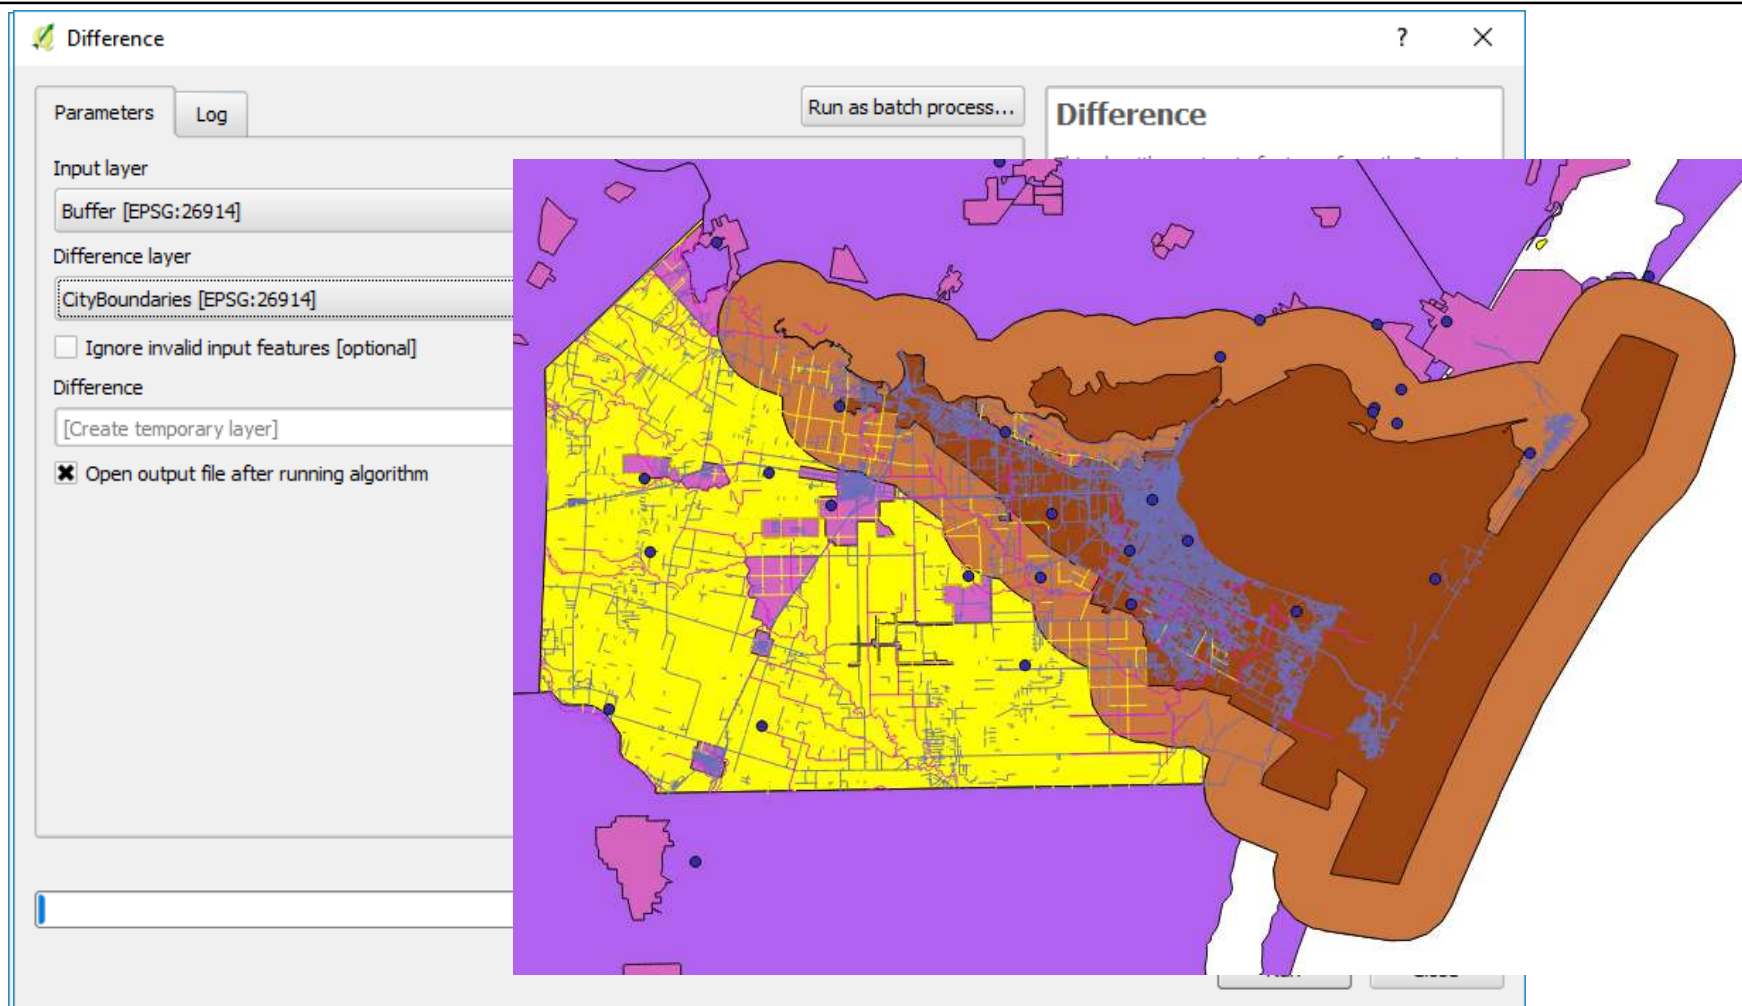 Difference
?
Parameters
Log
Run as batch process...
Difference
Input layer
Buffer [EPSG:26914]
Difference layer
CityBoundaries [EPSG:26914]
Ignore invalid input features [optional]
Difference
[Create temporary layer]
Open output file after running algorithm